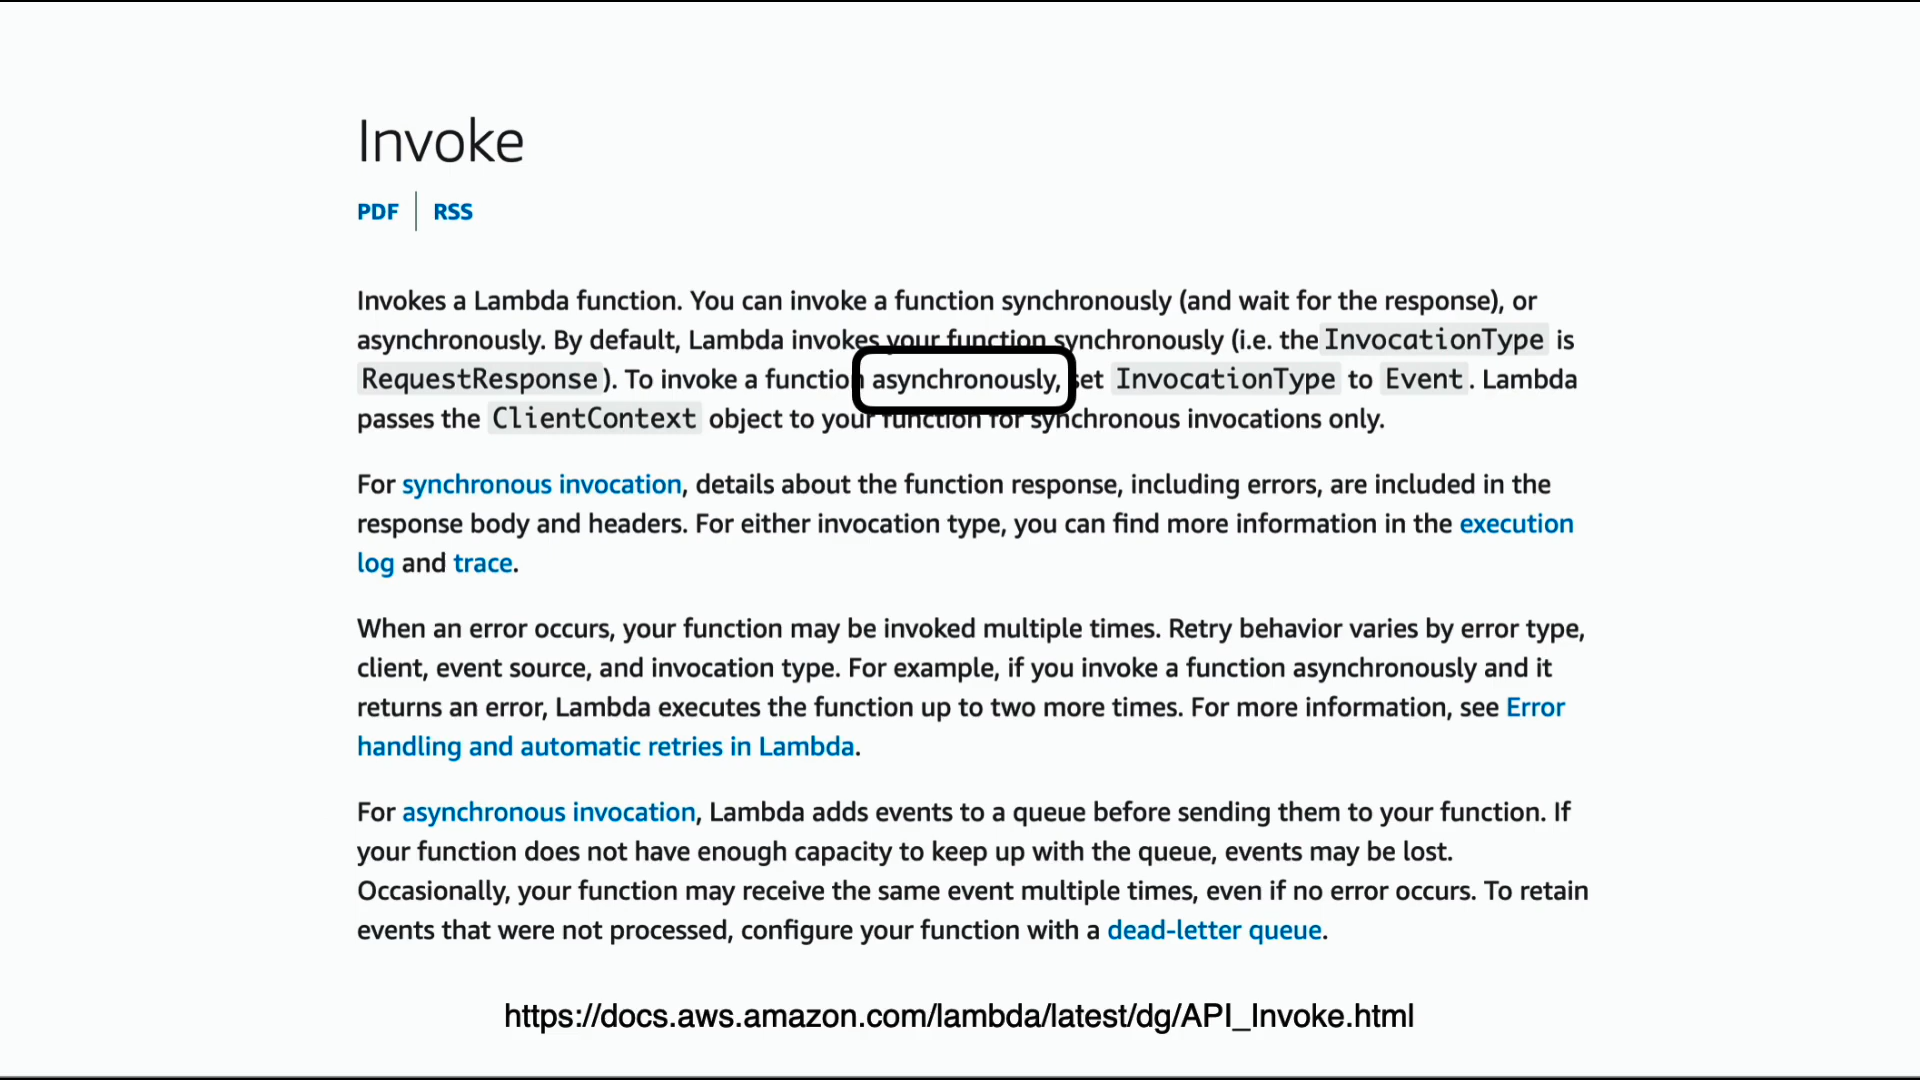 Invoke
PDF | RSS
Invokes a Lambda function. You can invoke a function synchronously (and wait for the response), or
asynchronously. By default, Lambda invokes your function synchronously (i.e. the InvocationType is
RequestResponse). To invoke a function asynchronously, set InvocationType to Event. Lambda
passes the ClientContext object to your function for synchronous invocations only.
For synchronous invocation, details about the function response, including errors, are included in the
response body and headers. For either invocation type, you can find more information in the execution
log and trace.
When an error occurs, your function may be invoked multiple times. Retry behavior varies by error type,
client, event source, and invocation type. For example, if you invoke a function asynchronously and it
returns an error, Lambda executes the function up to two more times. For more information, see Error
handling and automatic retries in Lambda.
For asynchronous invocation, Lambda adds events to a queue before sending them to your function. If
your function does not have enough capacity to keep up with the queue, events may be lost.
Occasionally, your function may receive the same event multiple times, even if no error occurs. To retain
events that were not processed, configure your function with a dead-letter queue.
https://docs.aws.amazon.com/lambda/latest/dg/API_Invoke.html